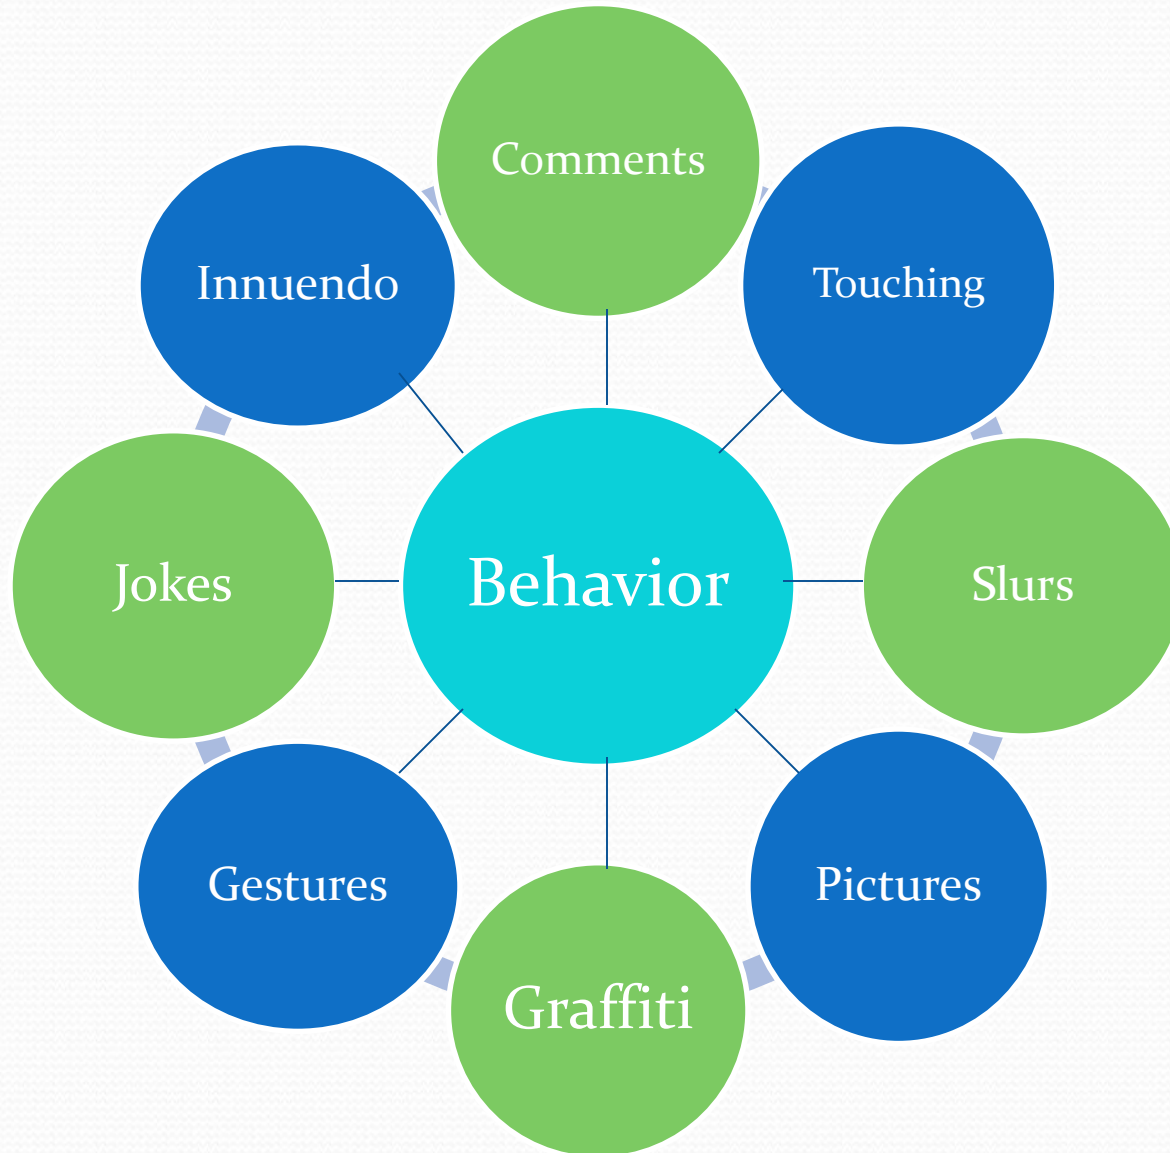 Comments
Innuendo
Touching
Jokes
Behavior
Slurs
Gestures
Pictures
Graffiti